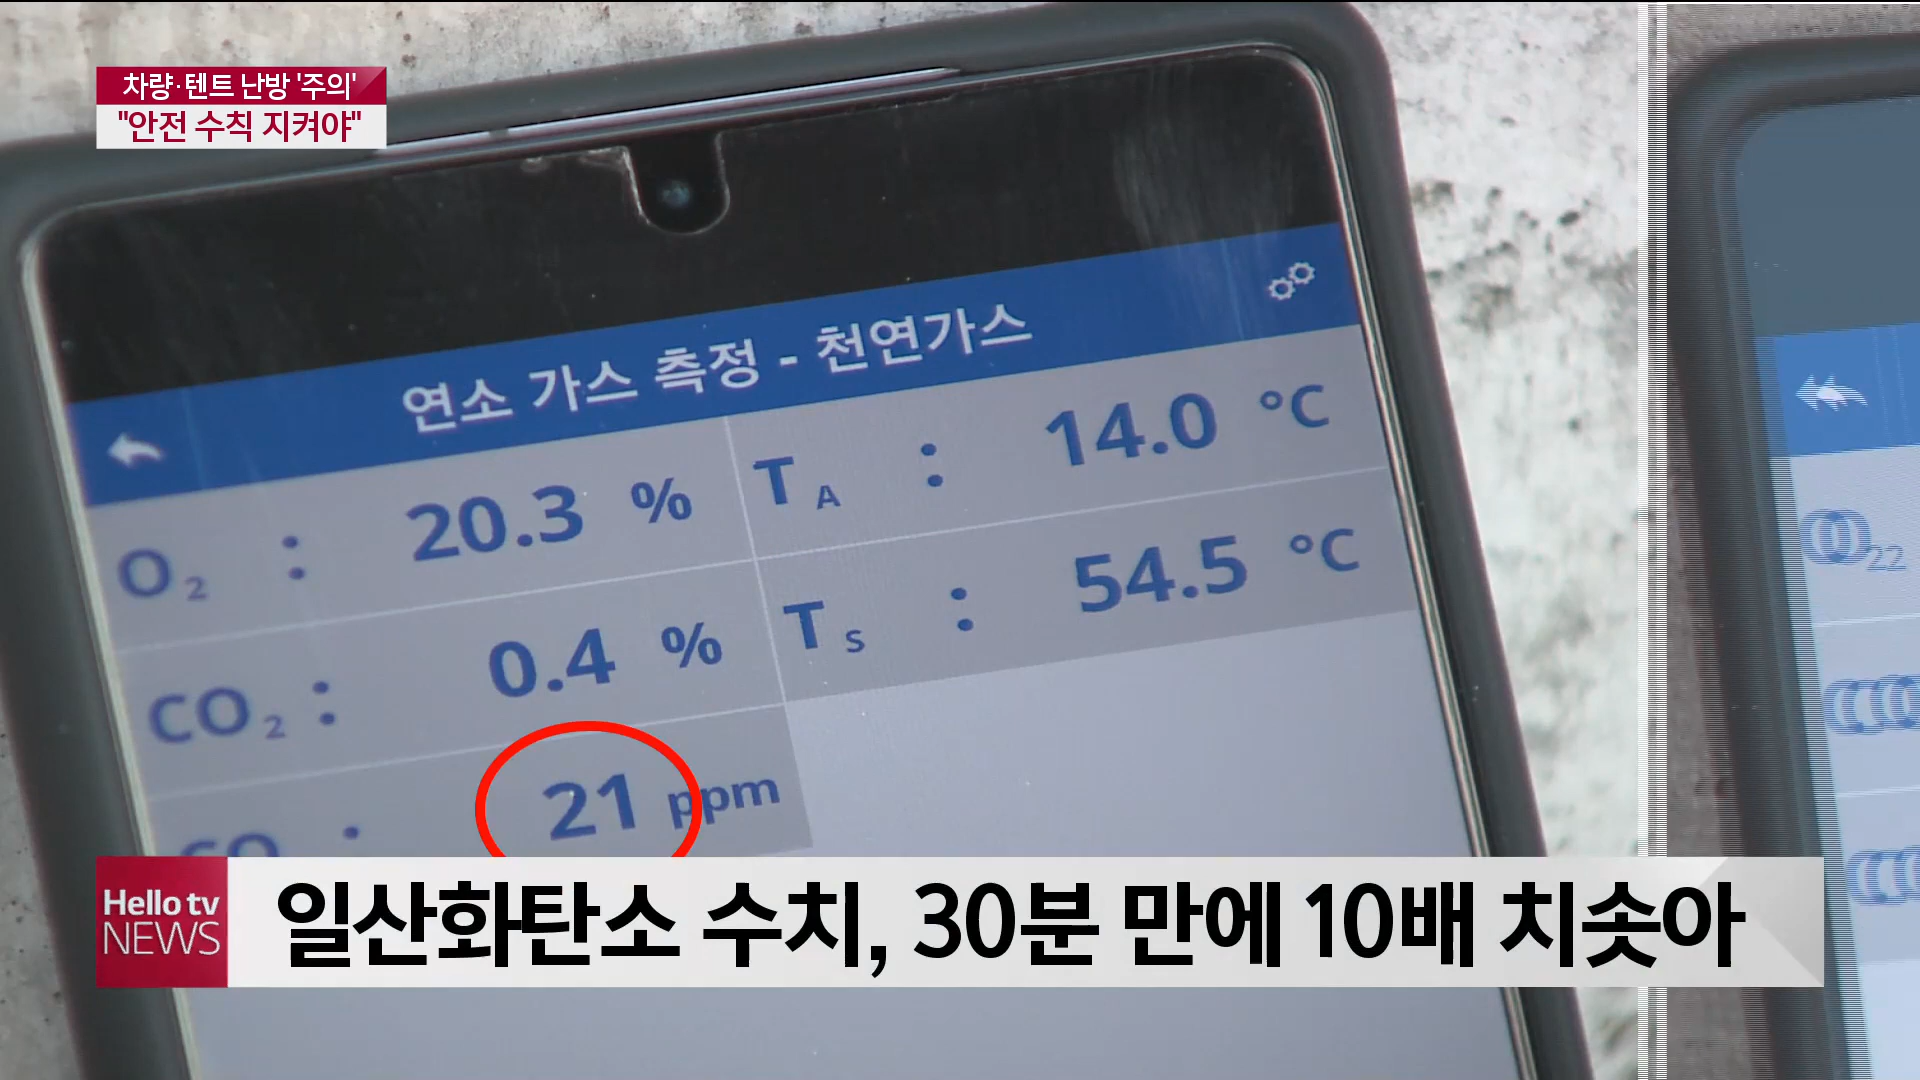 차량·텐트 난방 '주의'
"안전 수칙 지켜야"
연소 가스 측정 - 천연가스
O₂ : 20.3 %
T A : 14.0 °C
CO₂ : 0.4 %
T S : 54.5 °C
CO : 21 ppm
Hello tv
NEWS
일산화탄소 수치, 30분 만에 10배 치솟아